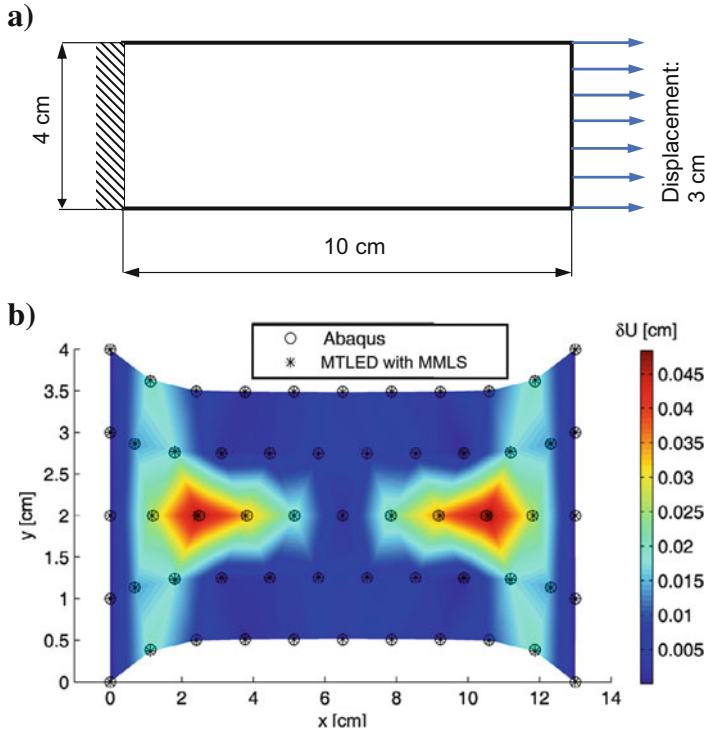 a)
4 cm
10 cm
Displacement:
3 cm
b)
Abaqus
MTLED with MMLS
δU [cm]
0.045
0.04
0.035
0.03
0.025
0.02
0.015
0.01
0.005
y [cm]
4
3.5
3
2.5
2
1.5
1
0.5
0
0 2 4 6 8 10 12 14
x [cm]